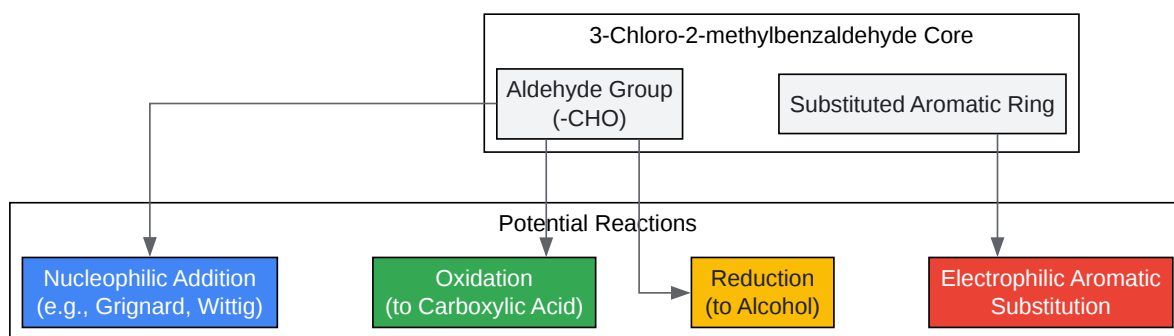 3-Chloro-2-methylbenzaldehyde Core
Aldehyde Group
(-CHO)
Substituted Aromatic Ring
Potential Reactions
Nucleophilic Addition
(e.g., Grignard, Wittig)
Oxidation
(to Carboxylic Acid)
Reduction
(to Alcohol)
Electrophilic Aromatic
Substitution